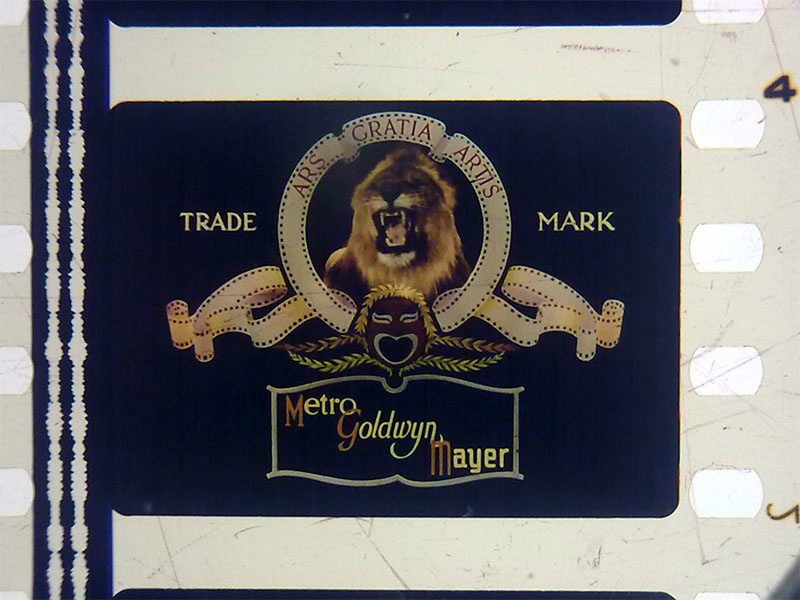 4
ARS GRATIA ARTIS
TRADE MARK
Metro
Goldwyn
Mayer